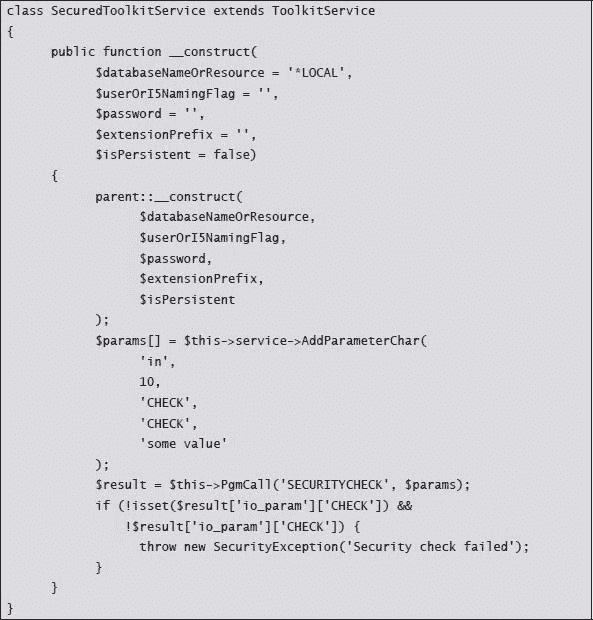 class SecuredToolkitService extends ToolkitService
{
public function __construct(
$databaseNameOrResource = '*LOCAL',
$userOrI5NamingFlag = '',
$password = '',
$extensionPrefix = '',
$isPersistent = false)
{
parent::__construct(
$databaseNameOrResource,
$userOrI5NamingFlag,
$password,
$extensionPrefix,
$isPersistent
);
$params[] = $this->service->AddParameterChar(
'in',
10,
'CHECK',
'CHECK',
'some value'
);
$result = $this->PgmCall('SECURITYCHECK', $params);
if (!isset($result['io_param']['CHECK']) &&
!$result['io_param']['CHECK']) {
throw new SecurityException('Security check failed');
}
}
}